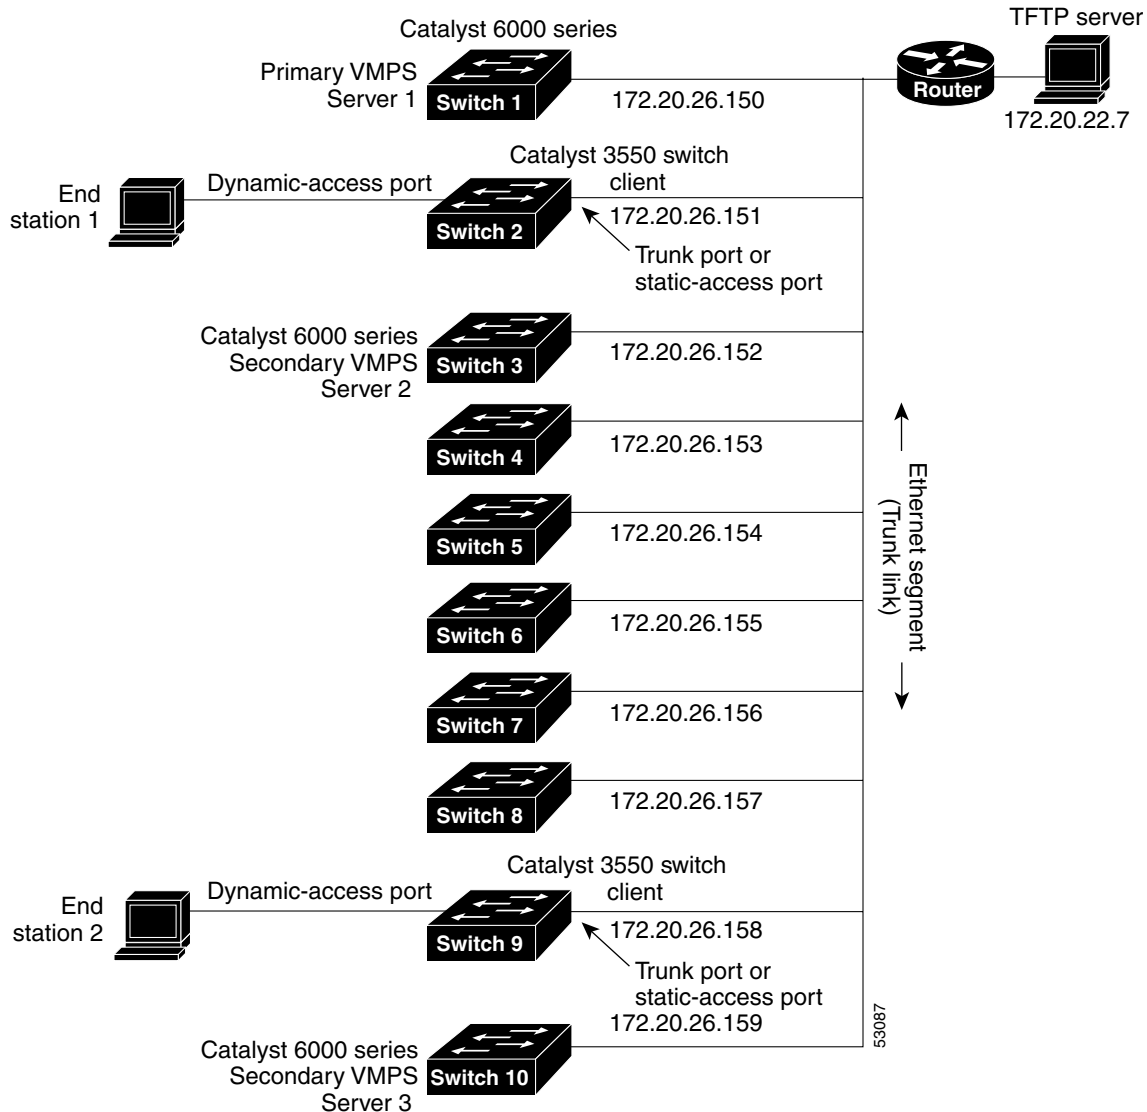 Catalyst 6000 series
TFTP server
Primary VMPS
Server 1
Switch 1
172.20.26.150
Router
172.20.22.7
End
station 1
Dynamic-access port
Catalyst 3550 switch
client
Switch 2
172.20.26.151
Trunk port or
static-access port
Catalyst 6000 series
Secondary VMPS
Server 2
Switch 3
172.20.26.152
Switch 4
172.20.26.153
Switch 5
172.20.26.154
Ethernet segment
(Trunk link)
Switch 6
172.20.26.155
Switch 7
172.20.26.156
Switch 8
172.20.26.157
End
station 2
Dynamic-access port
Catalyst 3550 switch
client
Switch 9
172.20.26.158
Trunk port or
static-access port
172.20.26.159
Catalyst 6000 series
Secondary VMPS
Server 3
Switch 10
53087